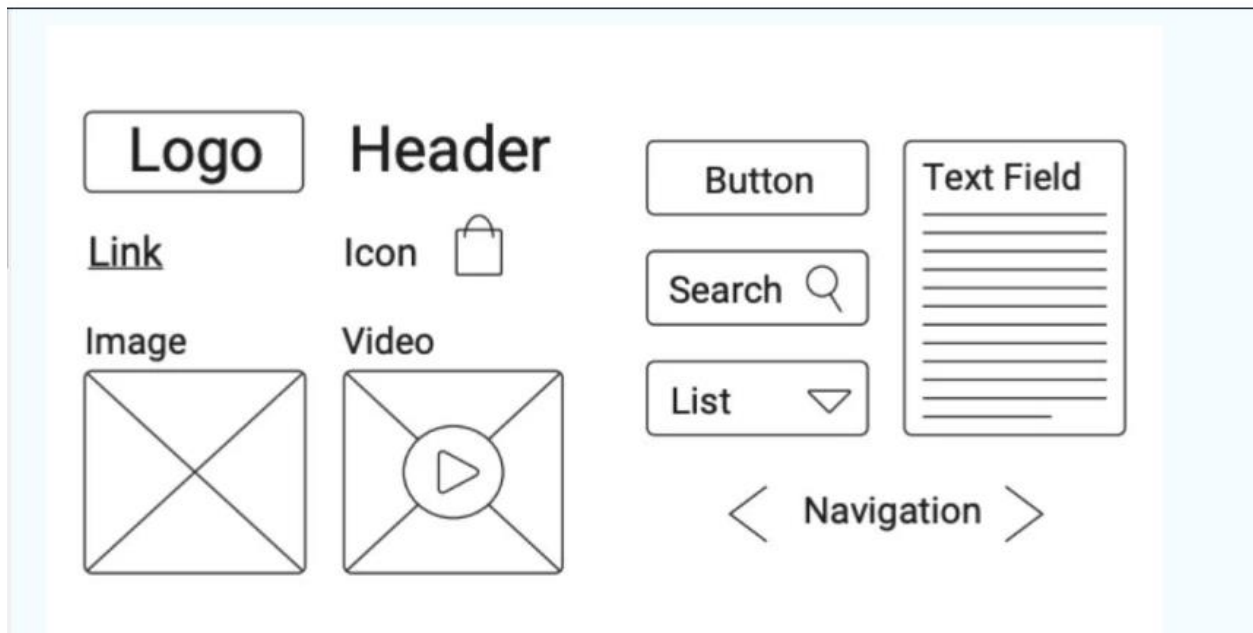 Logo
Header
Link
Icon
Image
Video
Button
Text Field
Search
List
Navigation